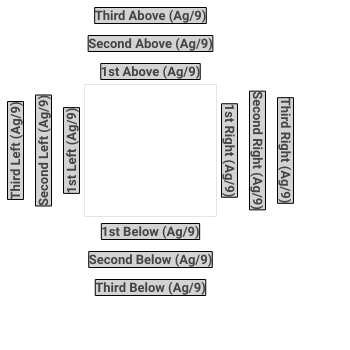 Third Above (Ag/9)
Second Above (Ag/9)
1st Above (Ag/9)
Third Left (Ag/9)
Second Left (Ag/9)
1st Left (Ag/9)
1st Right (Ag/9)
Second Right (Ag/9)
Third Right (Ag/9)
1st Below (Ag/9)
Second Below (Ag/9)
Third Below (Ag/9)